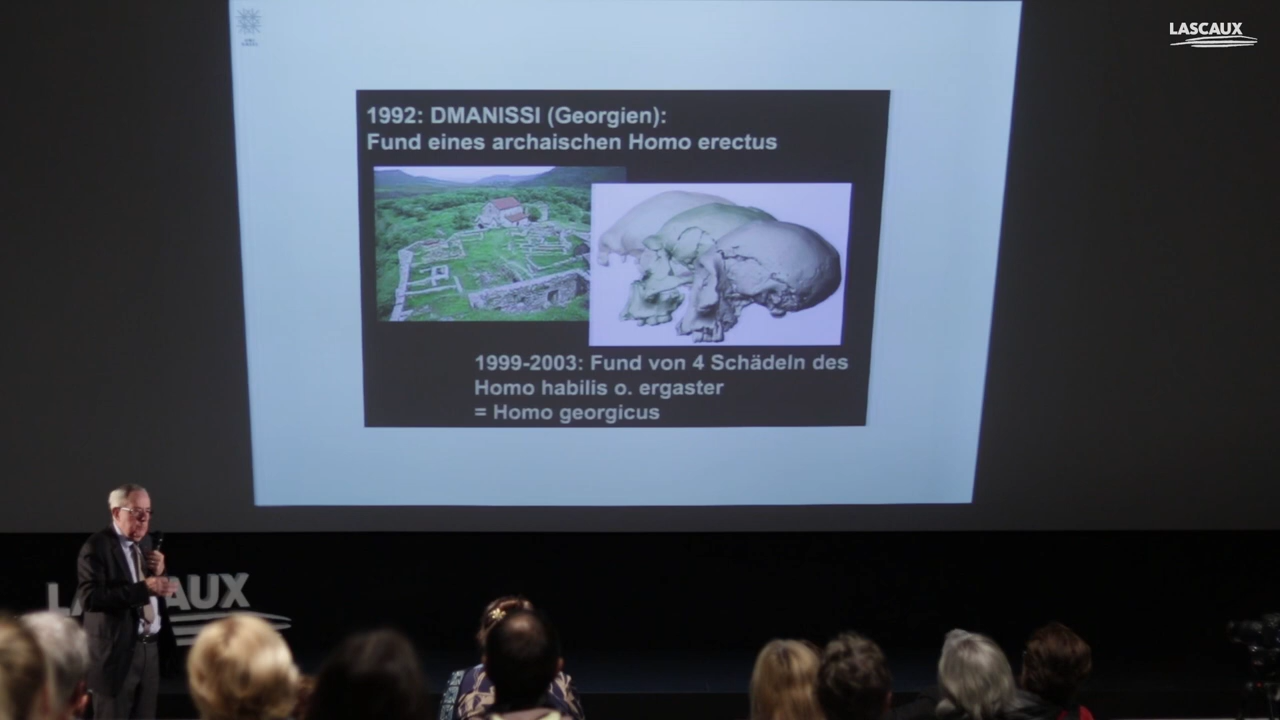 LASCAUX
1992: DMANISSI (Georgien):
Fund eines archaischen Homo erectus
1999-2003: Fund von 4 Schädeln des
Homo habilis o. ergaster
= Homo georgicus